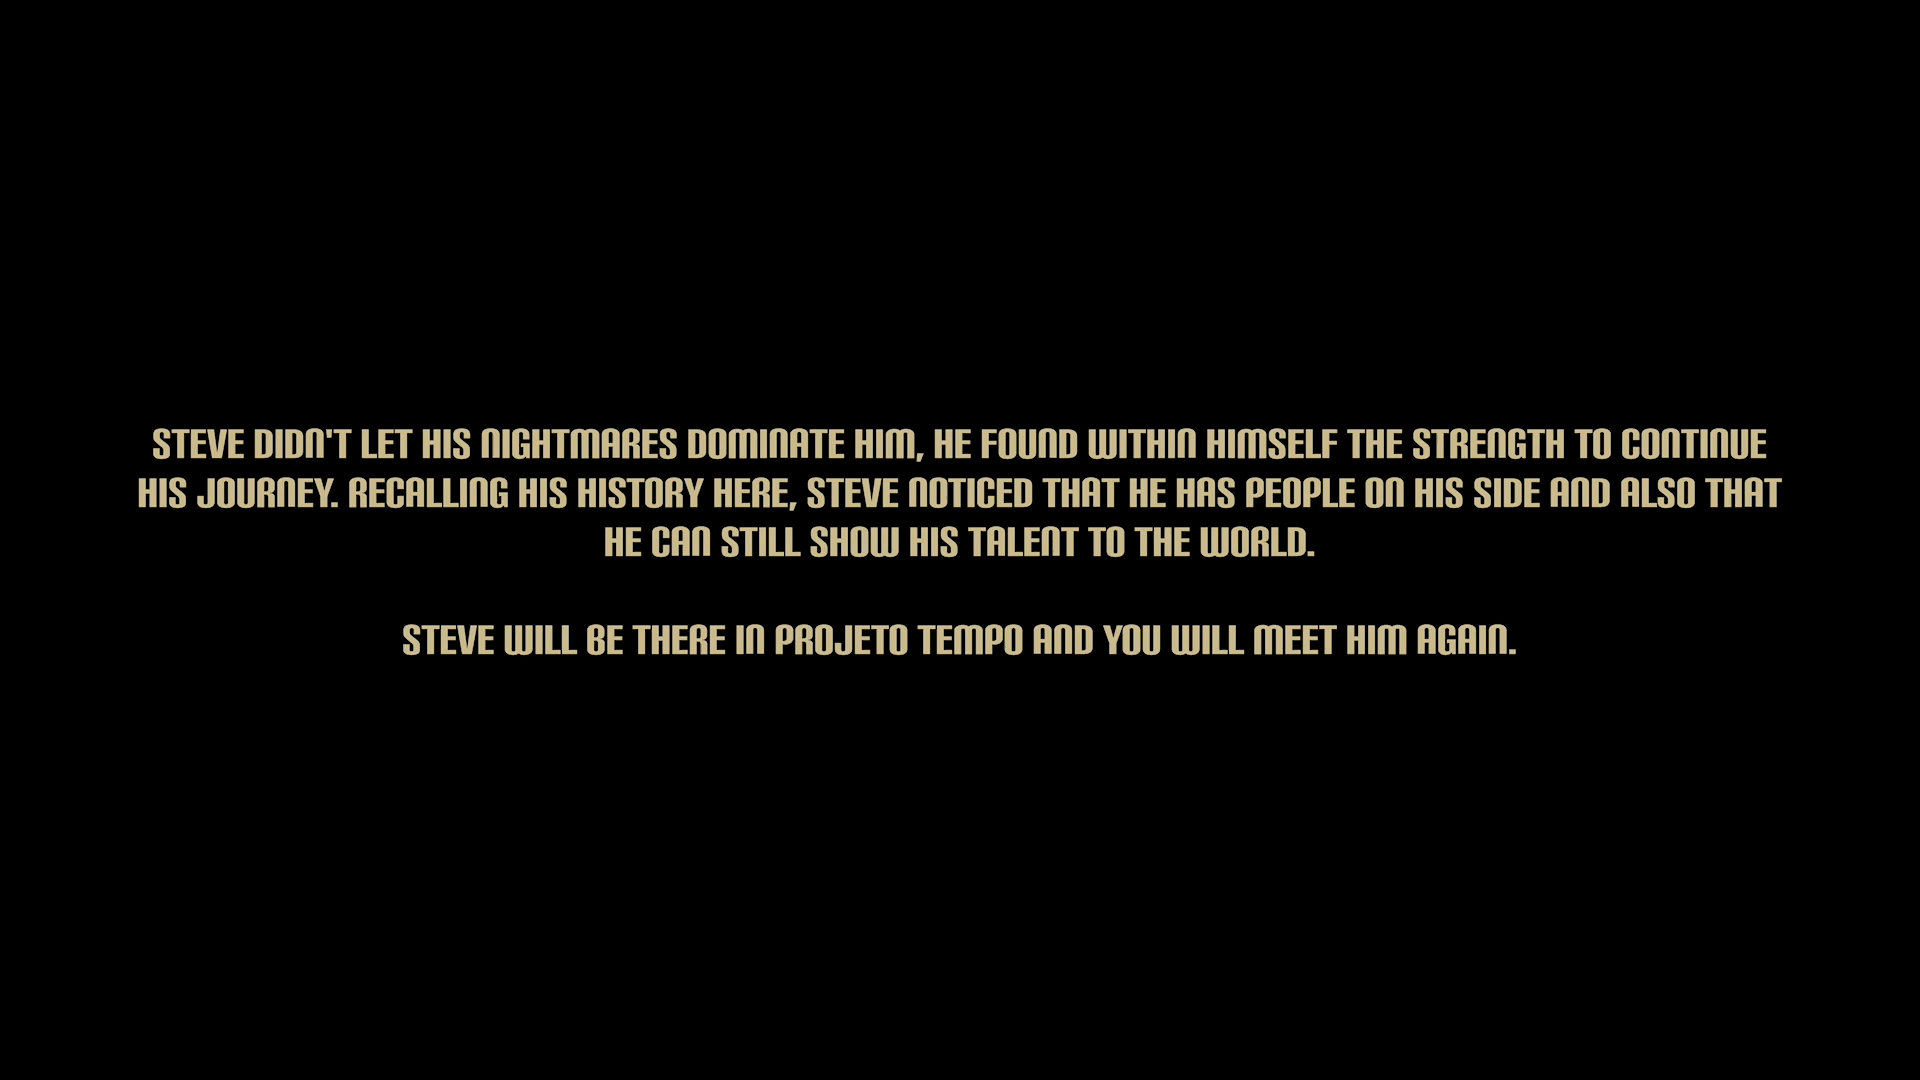 STEVE DIDN'T LET HIS NIGHTMARES DOMINATE HIM, HE FOUND WITHIN HIMSELF THE STRENGTH TO CONTINUE
HIS JOURNEY. RECALLING HIS HISTORY HERE, STEVE NOTICED THAT HE HAS PEOPLE ON HIS SIDE AND ALSO THAT
HE CAN STILL SHOW HIS TALENT TO THE WORLD.
STEVE WILL BE THERE IN PROJETO TEMPO AND YOU WILL MEET HIM AGAIN.